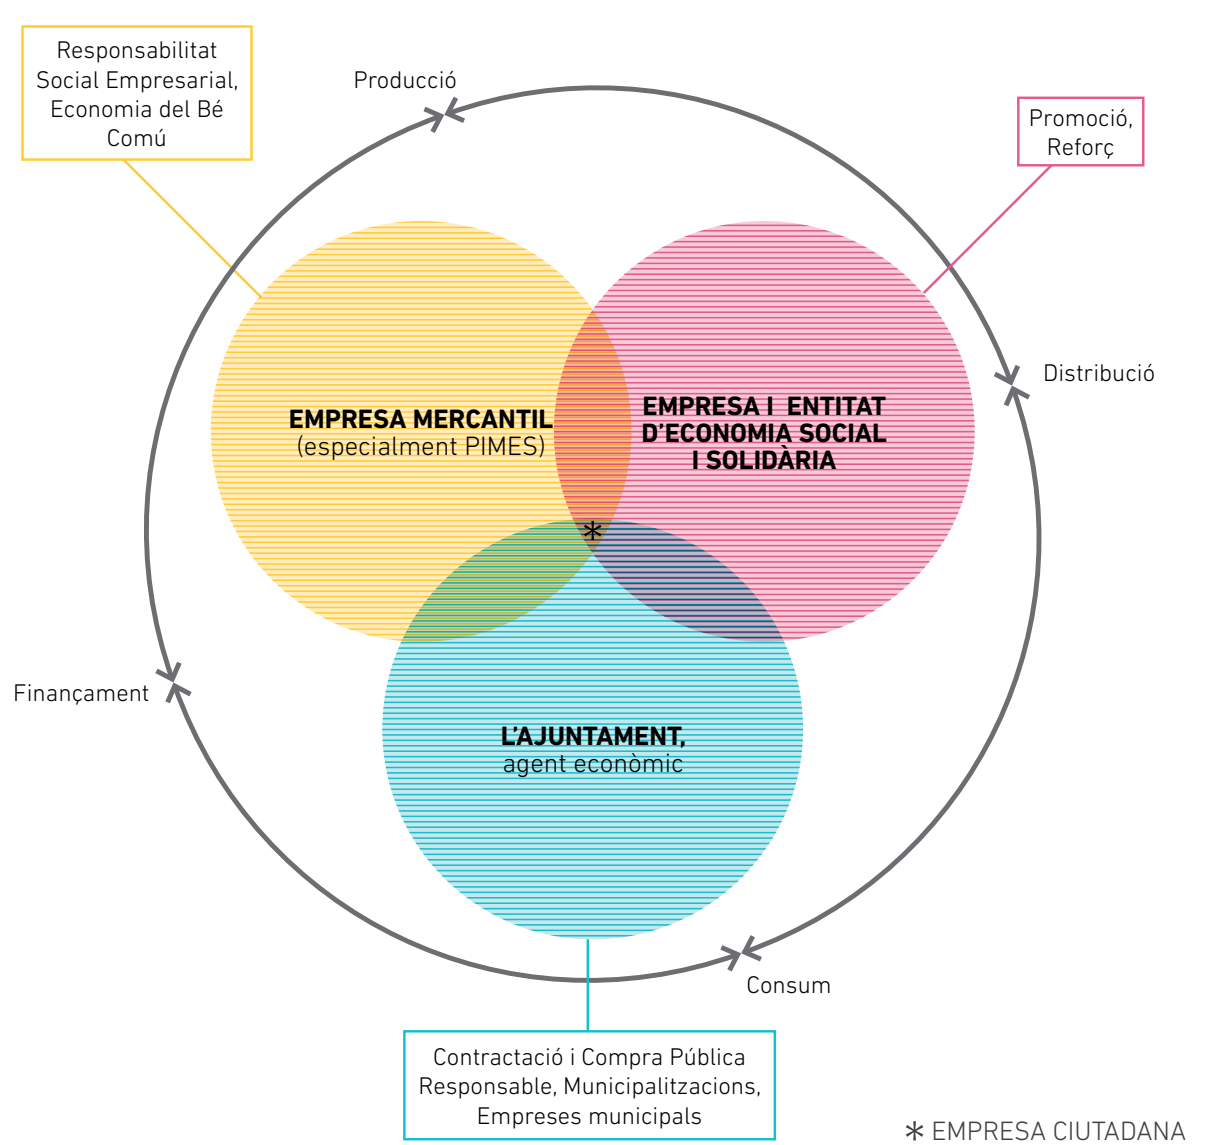 Responsabilitat
Social Empresarial,
Economia del Bé
Comú
Producció
Promoció,
Reforç
Distribució
EMPRESA MERCANTIL
(especialment PIMES)
EMPRESA I ENTITAT
D'ECONOMIA SOCIAL
I SOLIDÀRIA
*
Finançament
L'AJUNTAMENT,
agent econòmic
Consum
Contractació i Compra Pública
Responsable, Municipalitzacions,
Empreses municipals
* EMPRESA CIUTADANA